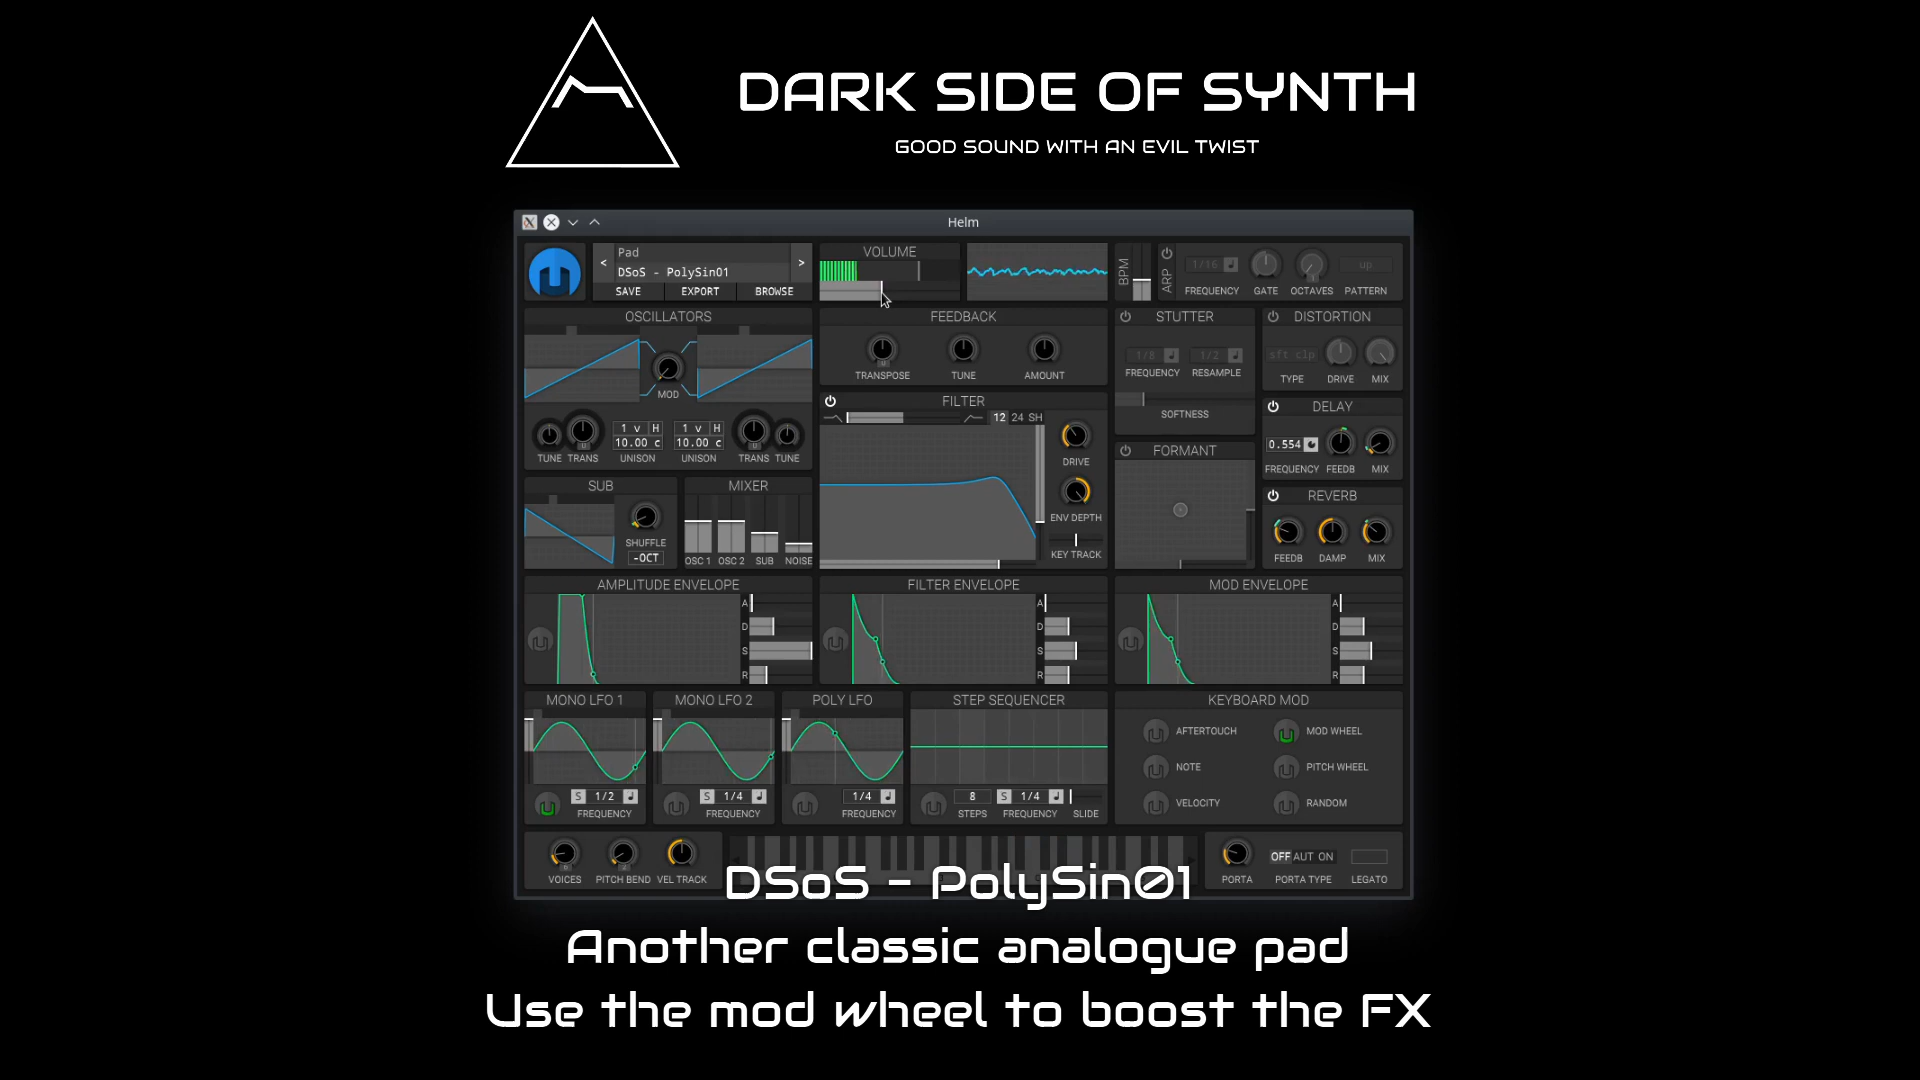 DARK SIDE OF SYNTH
GOOD SOUND WITH AN EVIL TWIST
Helm
Pad
< DSoS - PolySin01 >
SAVE EXPORT BROWSE
VOLUME
BPM
ARP
1/16 up
FREQUENCY GATE OCTAVES PATTERN
OSCILLATORS
MOD
1 v H 1 v H
10.00 c 10.00 c
TUNE TRANS UNISON UNISON TRANS TUNE
FEEDBACK
TRANSPOSE TUNE AMOUNT
STUTTER
1/8 1/2
FREQUENCY RESAMPLE
SOFTNESS
DISTORTION
sft clp
TYPE DRIVE MIX
FILTER
12 24 SH
DRIVE
ENV DEPTH
KEY TRACK
DELAY
0.554
FREQUENCY FEEDB MIX
FORMANT
REVERB
FEEDB DAMP MIX
SUB
SHUFFLE
-OCT
MIXER
OSC 1 OSC 2 SUB NOISE
AMPLITUDE ENVELOPE
A
D
S
R
FILTER ENVELOPE
A
D
S
R
MOD ENVELOPE
A
D
S
R
MONO LFO 1
S 1/2
FREQUENCY
MONO LFO 2
S 1/4
FREQUENCY
POLY LFO
1/4
FREQUENCY
STEP SEQUENCER
8 S 1/4
STEPS FREQUENCY SLIDE
KEYBOARD MOD
AFTERTOUCH MOD WHEEL
NOTE PITCH WHEEL
VELOCITY RANDOM
VOICES PITCH BEND VEL TRACK
OFF AUT ON
PORTA PORTA TYPE LEGATO
DSoS - PolySin01
Another classic analogue pad
Use the mod wheel to boost the FX